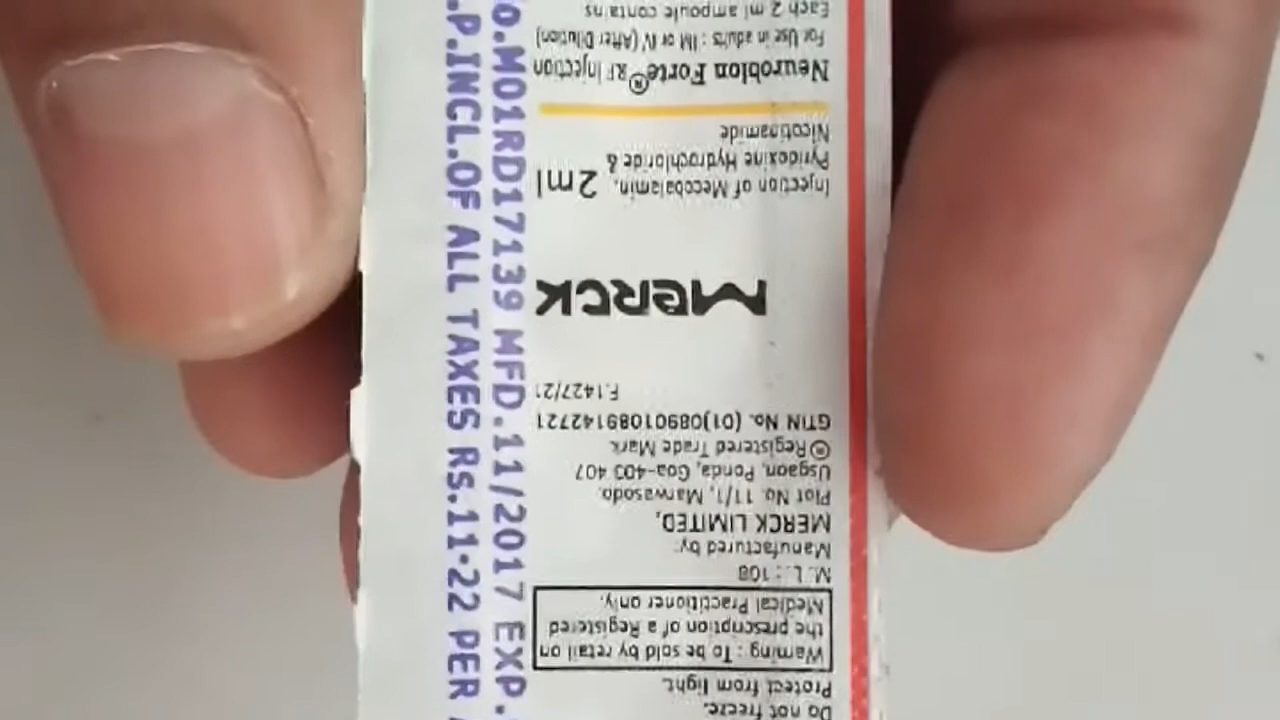 Do not freeze.
Protect from light.
Warning : To be sold by retail on
the prescription of a Registered
Medical Practitioner only.
M. L. : 108
Manufactured by:
MERCK LIMITED,
Plot No. 11/1, Marwasodo,
Usgaon, Ponda, Goa-403 407
®Registered Trade Mark
GTIN No. (01)08901089142721
F.1427/21
MERCK
Injection of Mecobalamin, 2ml
Pyridoxine Hydrochloride &
Nicotinamide
Neurobion Forte® RF Injection
For Use in adults : IM or IV (After Dilution)
Each 2 ml ampoule contains
o.M01RD17139 MFD.11/2017 EXP.
.P.INCL.OF ALL TAXES Rs.11.22 PER